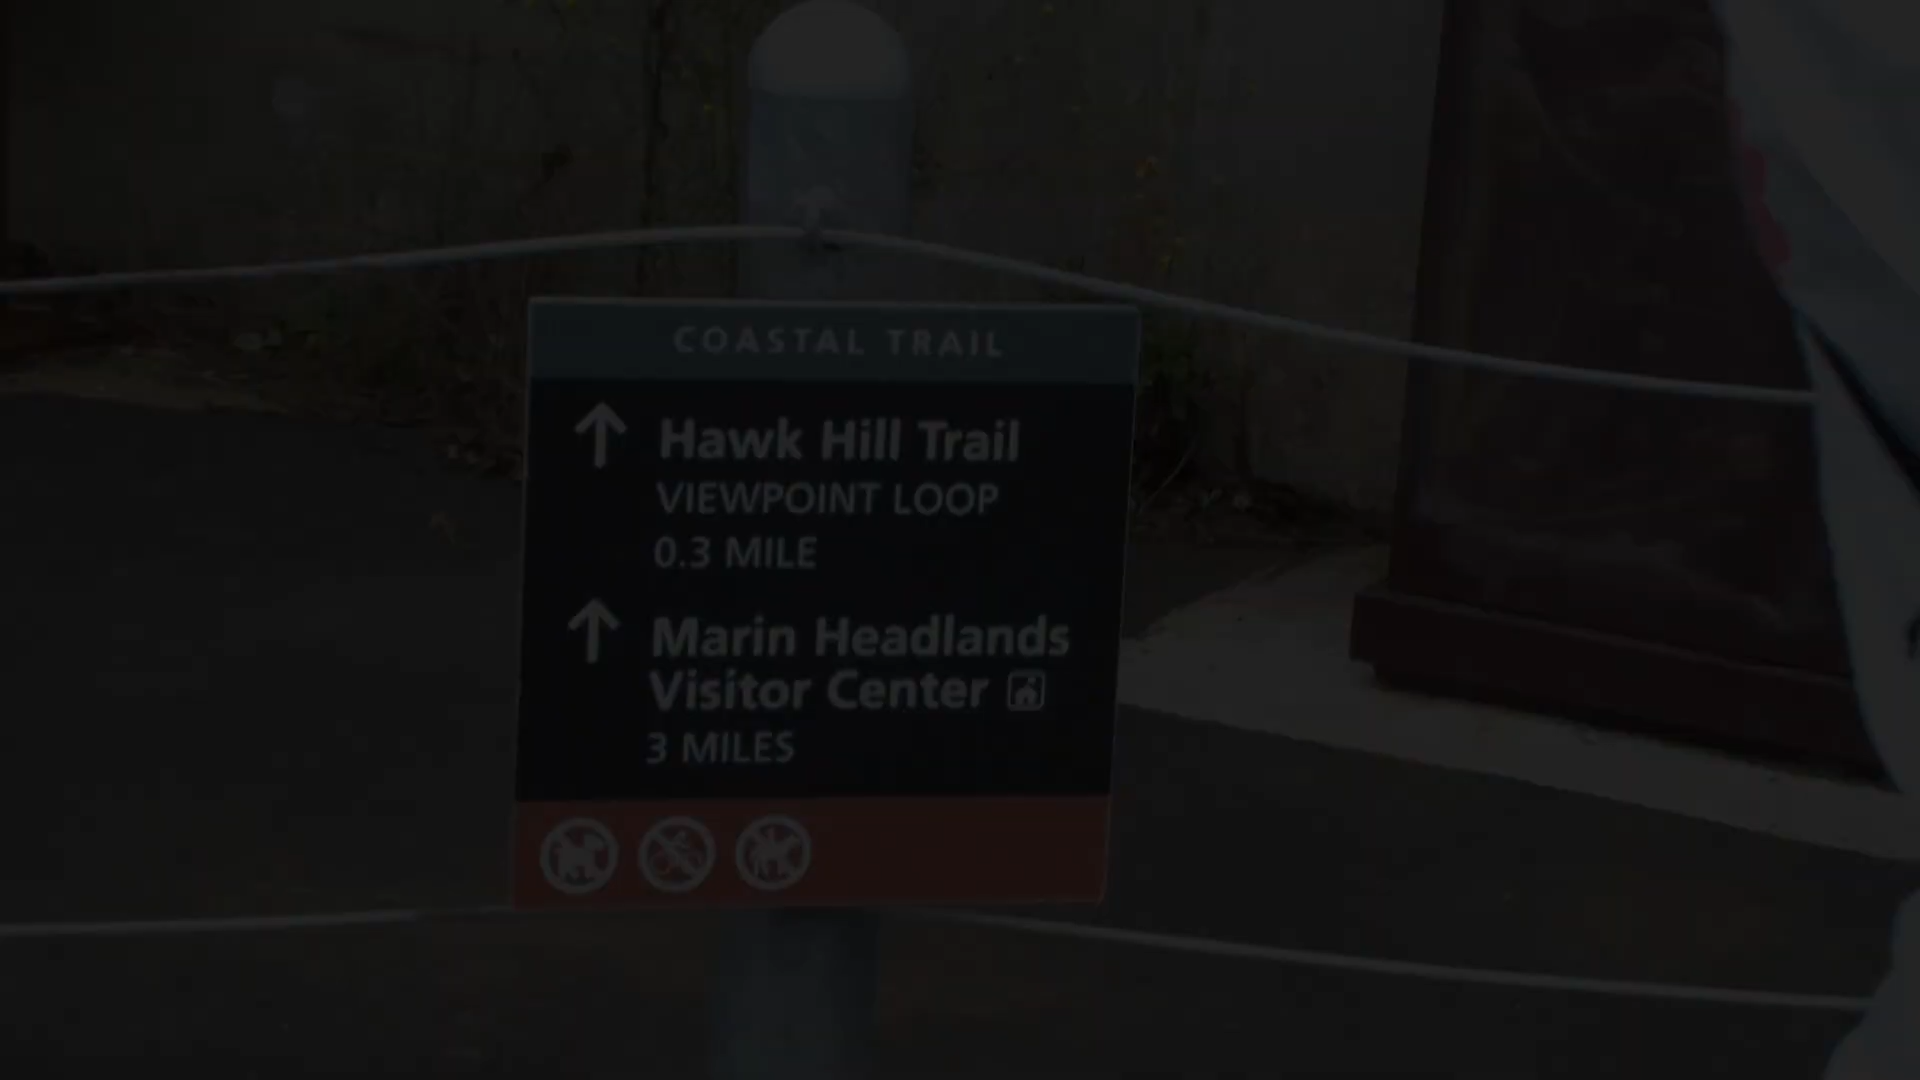 COASTAL TRAIL
Hawk Hill Trail
VIEWPOINT LOOP
0.3 MILE
Marin Headlands
Visitor Center
3 MILES